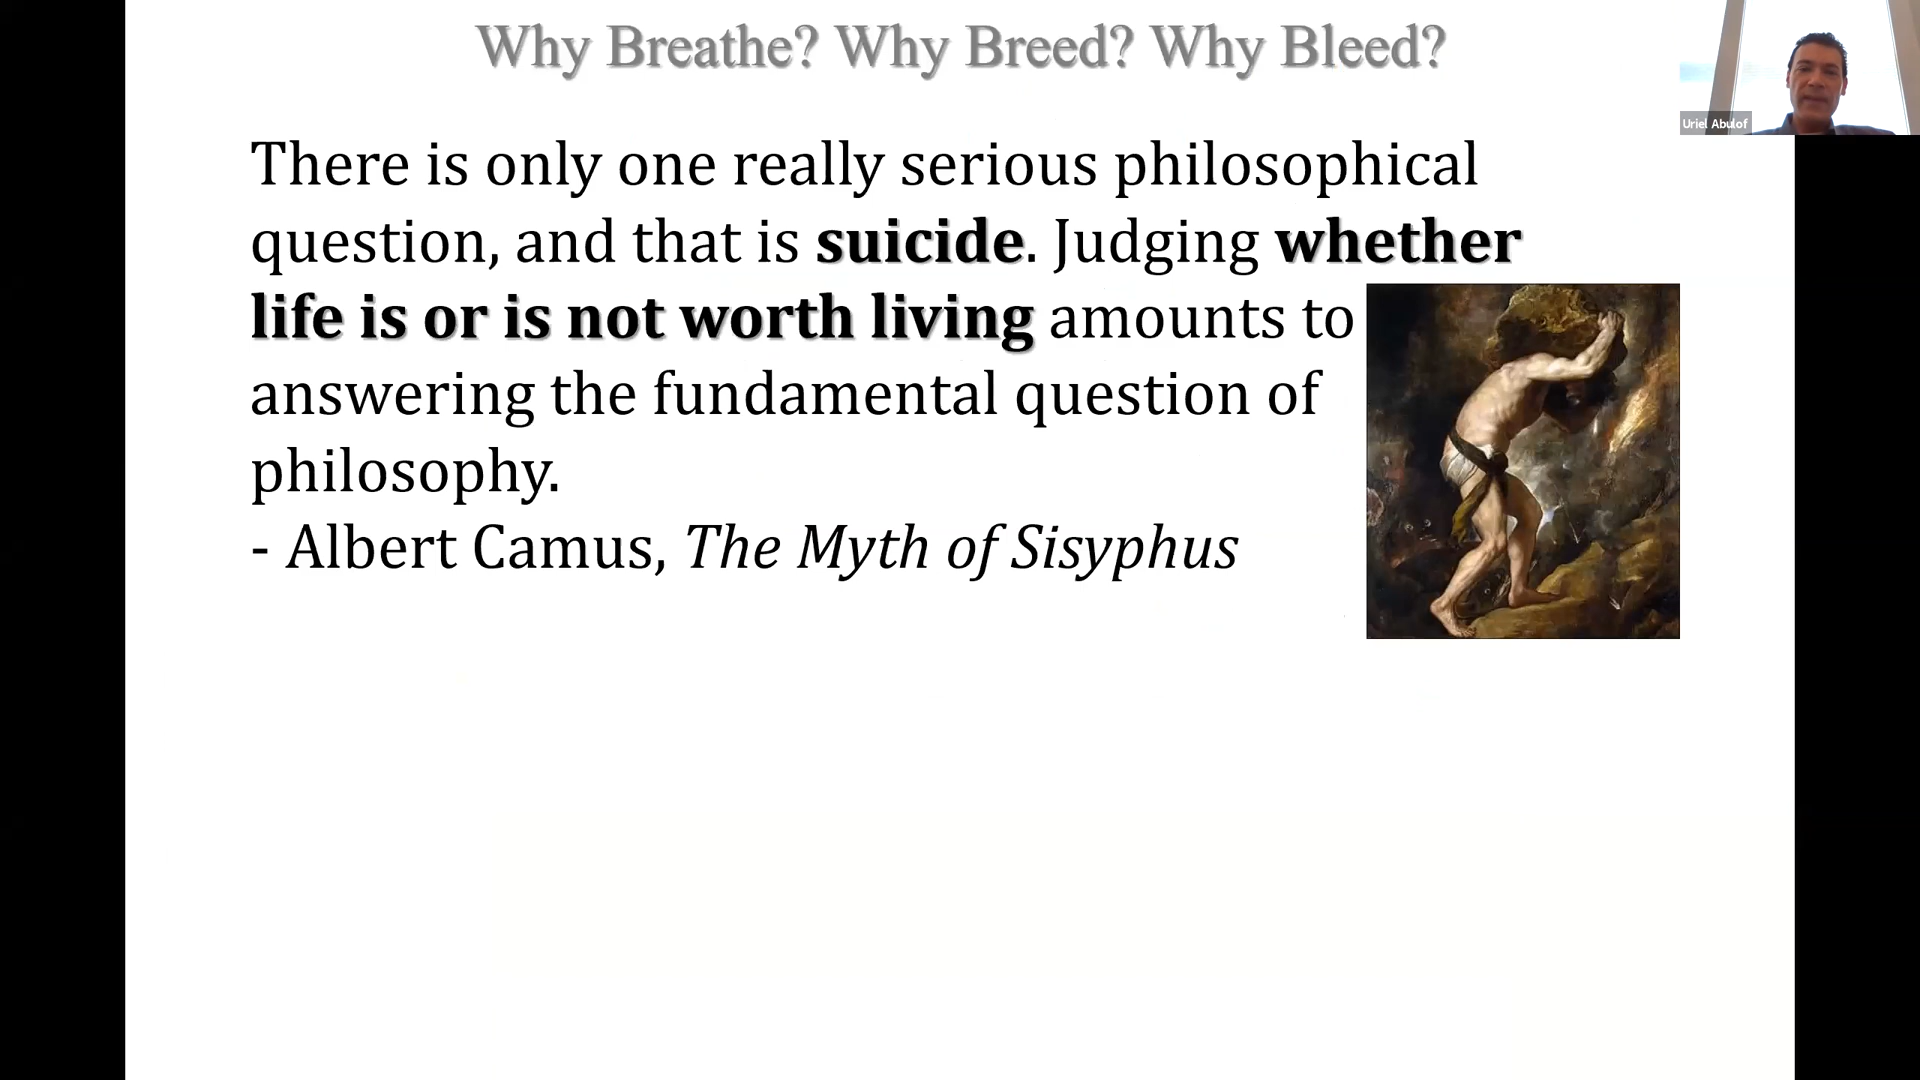 Why Breathe? Why Breed? Why Bleed?
Uriel Abulof
There is only one really serious philosophical
question, and that is suicide. Judging whether
life is or is not worth living amounts to
answering the fundamental question of
philosophy.
- Albert Camus, The Myth of Sisyphus